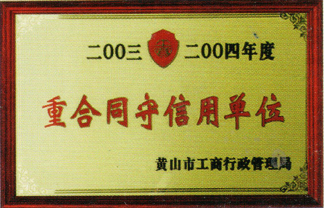 二00三 二00四年度
重合同守信用单位
黄山市工商行政管理局